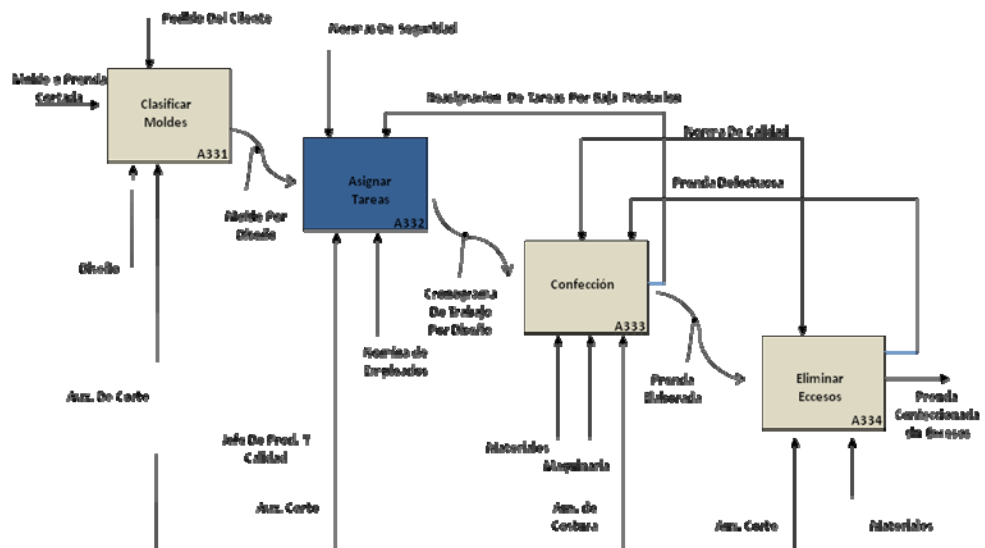 Pedido Del Cliente
Normas De Seguridad
Molde o Prenda
Cortada
Clasificar
Moldes
A331
Reasignacion De Tareas Por Baja Produccion
Norma De Calidad
Asignar
Tareas
A332
Prenda Defectuosa
Molde Por
Diseño
Diseño
Confección
A333
Cronograma
De Trabajo
Por Diseño
Nomina de
Empleados
Eliminar
Eccesos
A334
Aux. De Corte
Prenda
Elaborada
Prenda
Confeccionada
sin Excesos
Jefe De Prod. Y
Calidad
Materiales
Maquinaria
Aux. Corte
Aux. de
Costura
Aux. Corte
Materiales